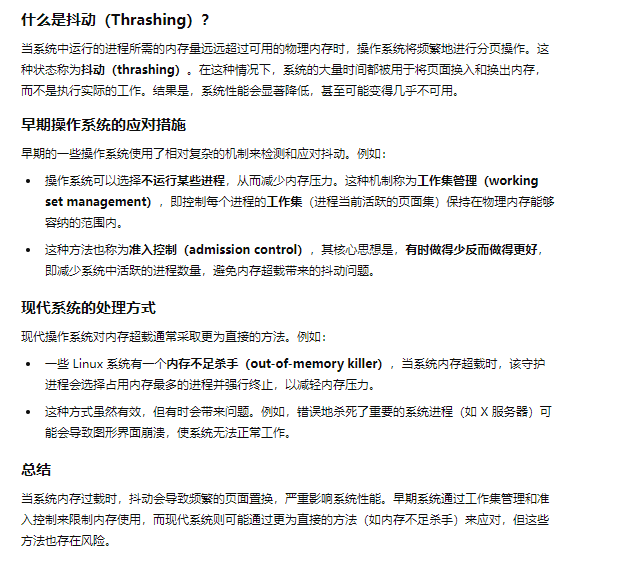 什么是抖动（Thrashing）？
当系统中运行的进程所需的内存量远远超过可用的物理内存时，操作系统将频繁地进行分页操作。这
种状态称为抖动（thrashing）。在这种情况下，系统的大量时间都被用于将页面换入和换出内存，
而不是执行实际的工作。结果是，系统性能会显著降低，甚至可能变得几乎不可用。
早期操作系统的应对措施
早期的一些操作系统使用了相对复杂的机制来检测和应对抖动。例如：
• 操作系统可以选择不运行某些进程，从而减少内存压力。这种机制称为工作集管理（working
set management），即控制每个进程的工作集（进程当前活跃的页面集）保持在物理内存能够
容纳的范围内。
• 这种方法也称为准入控制（admission control），其核心思想是，有时做得少反而做得更好，
即减少系统中活跃的进程数量，避免内存超载带来的抖动问题。
现代系统的处理方式
现代操作系统对内存超载通常采取更为直接的方法。例如：
• 一些 Linux 系统有一个内存不足杀手（out-of-memory killer），当系统内存超载时，该守护
进程会选择占用内存最多的进程并强行终止，以减轻内存压力。
• 这种方式虽然有效，但有时会带来问题。例如，错误地杀死了重要的系统进程（如 X 服务器）可
能会导致图形界面崩溃，使系统无法正常工作。
总结
当系统内存过载时，抖动会导致频繁的页面置换，严重影响系统性能。早期系统通过工作集管理和准
入控制来限制内存使用，而现代系统则可能通过更为直接的方法（如内存不足杀手）来应对，但这些
方法也存在风险。